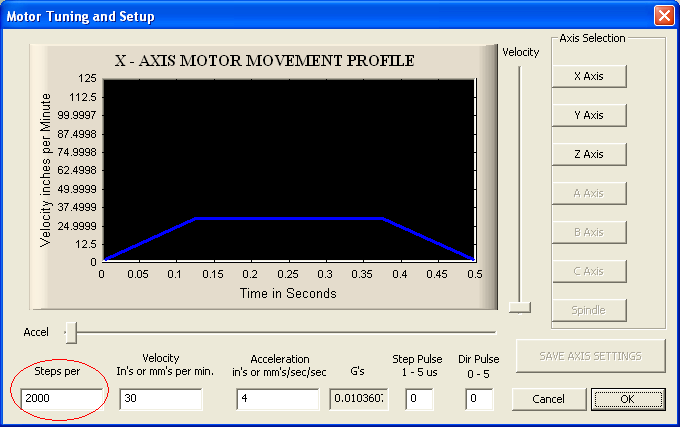 Motor Tuning and Setup
X - AXIS MOTOR MOVEMENT PROFILE
Velocity inches per Minute
125
112.5
99.9997
87.4998
74.9998
62.4998
49.9999
37.4999
24.9999
12.5
0
0 0.05 0.1 0.15 0.2 0.25 0.3 0.35 0.4 0.45 0.5
Time in Seconds
Velocity
Axis Selection
X Axis
Y Axis
Z Axis
A Axis
B Axis
C Axis
Spindle
Accel
SAVE AXIS SETTINGS
Steps per
2000
Velocity
In's or mm's per min.
30
Acceleration
in's or mm's/sec/sec
4
G's
0.010360
Step Pulse
1 - 5 us
0
Dir Pulse
0 - 5
0
Cancel
OK